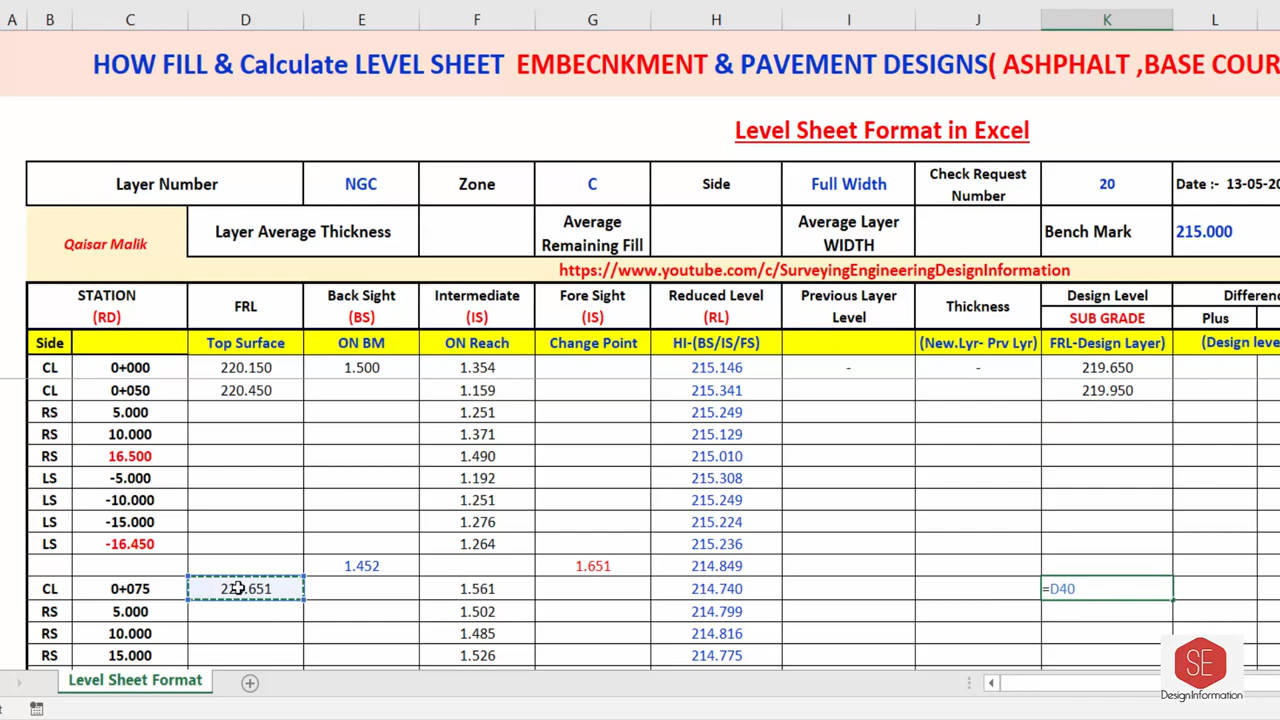 A B C D E F G H I J K L
HOW FILL & Calculate LEVEL SHEET EMBECNKMENT & PAVEMENT DESIGNS( ASHPHALT ,BASE COUR
Level Sheet Format in Excel
Layer Number NGC Zone C Side Full Width Check Request Number 20 Date :- 13-05-20
Qaisar Malik Layer Average Thickness Average Remaining Fill Average Layer WIDTH Bench Mark 215.000
https://www.youtube.com/c/SurveyingEngineeringDesignInformation
STATION (RD) FRL Back Sight (BS) Intermediate (IS) Fore Sight (IS) Reduced Level (RL) Previous Layer Level Thickness Design Level SUB GRADE Plus
Side Top Surface ON BM ON Reach Change Point HI-(BS/IS/FS) (New.Lyr- Prv Lyr) FRL-Design Layer) (Design leve
CL 0+000 220.150 1.500 1.354 215.146 - - 219.650
CL 0+050 220.450 1.159 215.341 219.950
RS 5.000 1.251 215.249
RS 10.000 1.371 215.129
RS 16.500 1.490 215.010
LS -5.000 1.192 215.308
LS -10.000 1.251 215.249
LS -15.000 1.276 215.224
LS -16.450 1.264 215.236
1.452 1.651 214.849
CL 0+075 1.561 214.740 =D40
RS 5.000 1.502 214.799
RS 10.000 1.485 214.816
RS 15.000 1.526 214.775
Level Sheet Format
SE
DesignInformation